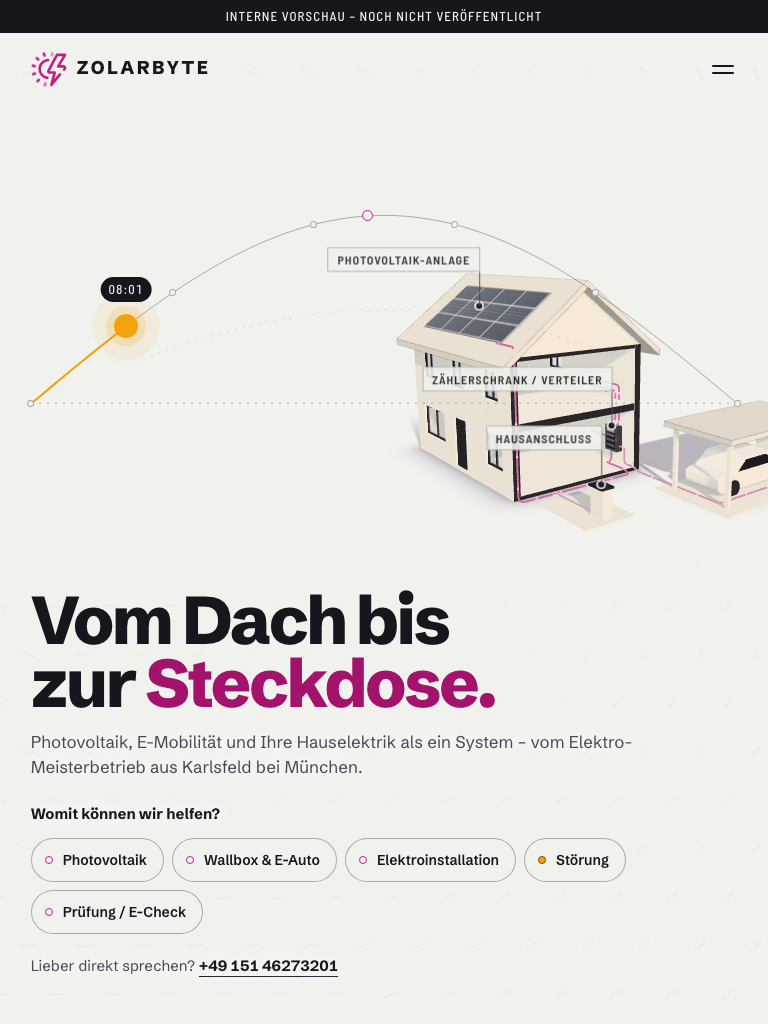 INTERNE VORSCHAU – NOCH NICHT VERÖFFENTLICHT
ZOLARBYTE
PHOTOVOLTAIK-ANLAGE
08:01
ZÄHLERSCHRANK / VERTEILER
HAUSANSCHLUSS
Vom Dach bis
zur Steckdose.
Photovoltaik, E-Mobilität und Ihre Hauselektrik als ein System – vom Elektro-
Meisterbetrieb aus Karlsfeld bei München.
Womit können wir helfen?
Photovoltaik
Wallbox & E-Auto
Elektroinstallation
Störung
Prüfung / E-Check
Lieber direkt sprechen? +49 151 46273201